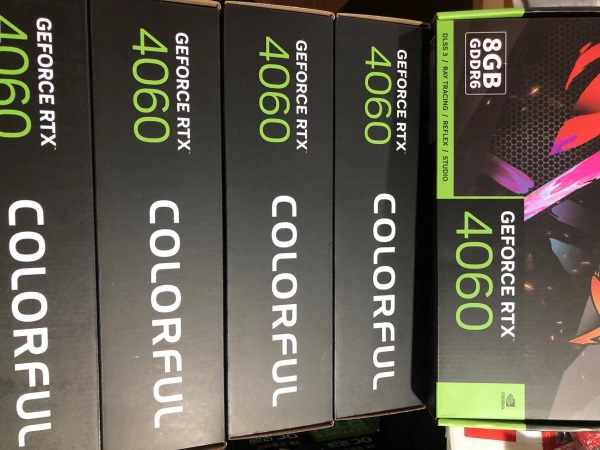 GEFORCE RTX
4060
COLORFUL
GEFORCE RTX
4060
COLORFUL
GEFORCE RTX
4060
COLORFUL
GEFORCE RTX
4060
COLORFUL
8GB
GDDR6
DLSS 3 / RAY TRACING / REFLEX / STUDIO
GEFORCE RTX
4060
NVIDIA